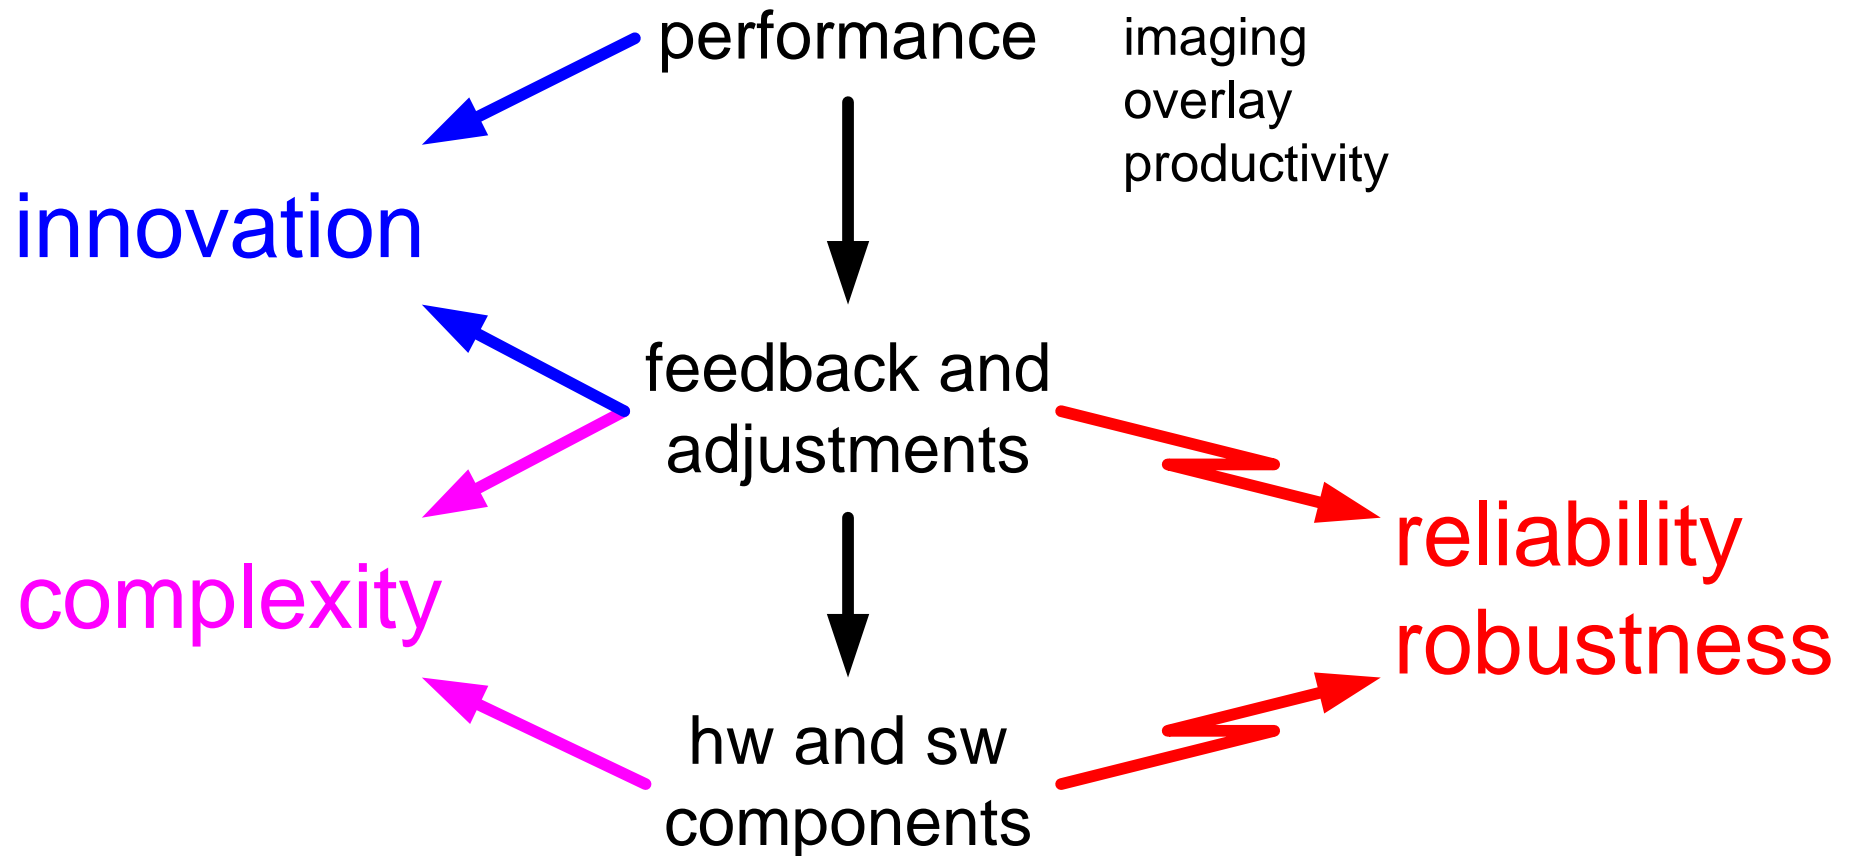 performance
imaging
overlay
productivity
innovation
feedback and
adjustments
reliability
robustness
complexity
hw and sw
components